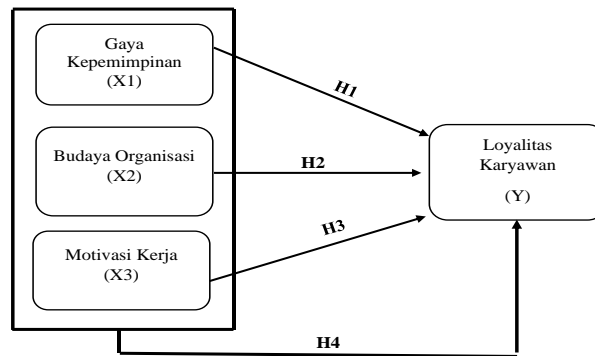 Gaya
Kepemimpinan
(X1)
H1
Budaya Organisasi
(X2)
H2
Loyalitas
Karyawan
(Y)
Motivasi Kerja
(X3)
H3
H4